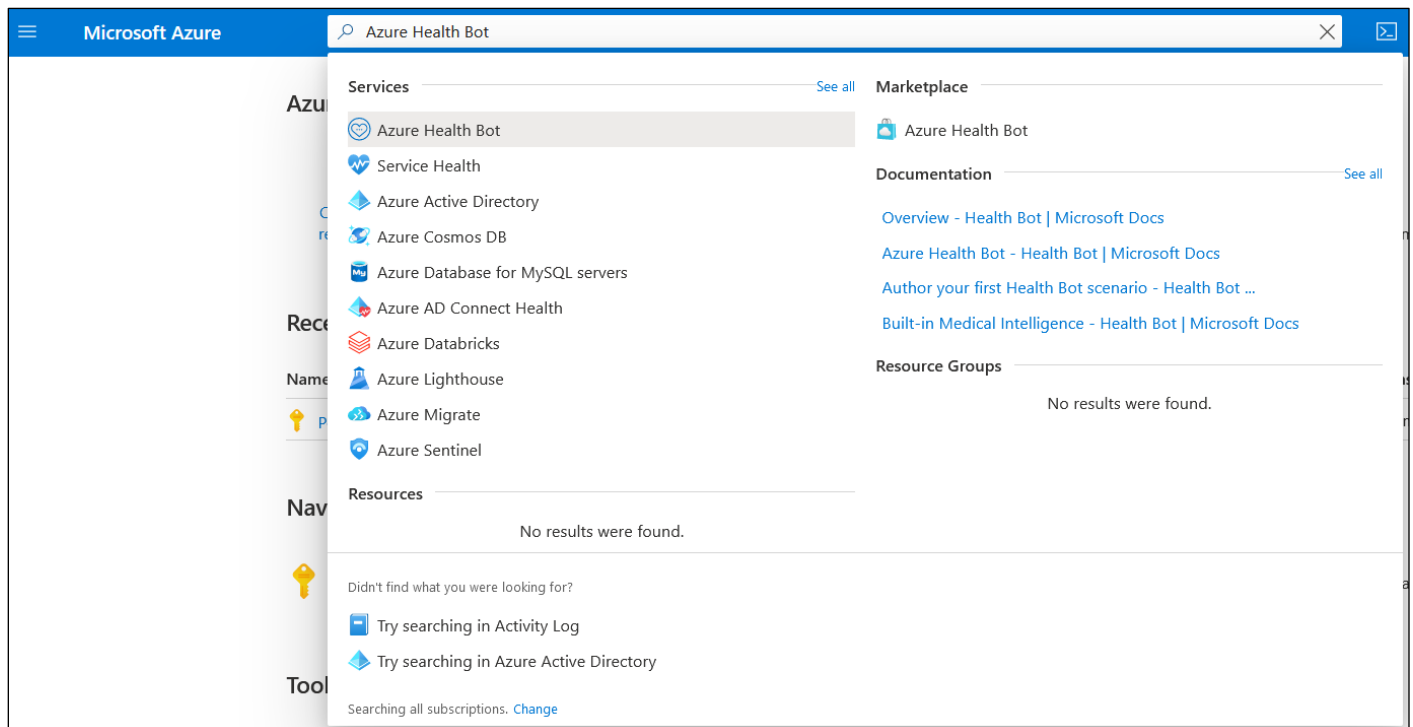 Microsoft Azure
Azure Health Bot
Services
See all
Azure Health Bot
Service Health
Azure Active Directory
Azure Cosmos DB
My
Azure Database for MySQL servers
Azure AD Connect Health
Azure Databricks
Azure Lighthouse
Azure Migrate
Azure Sentinel
Resources
No results were found.
Marketplace
Azure Health Bot
Documentation
See all
Overview - Health Bot | Microsoft Docs
Azure Health Bot - Health Bot | Microsoft Docs
Author your first Health Bot scenario - Health Bot ...
Built-in Medical Intelligence - Health Bot | Microsoft Docs
Resource Groups
No results were found.
Didn't find what you were looking for?
Try searching in Activity Log
Try searching in Azure Active Directory
Searching all subscriptions. Change
Azu
Rece
Name
P
Nav
Tool